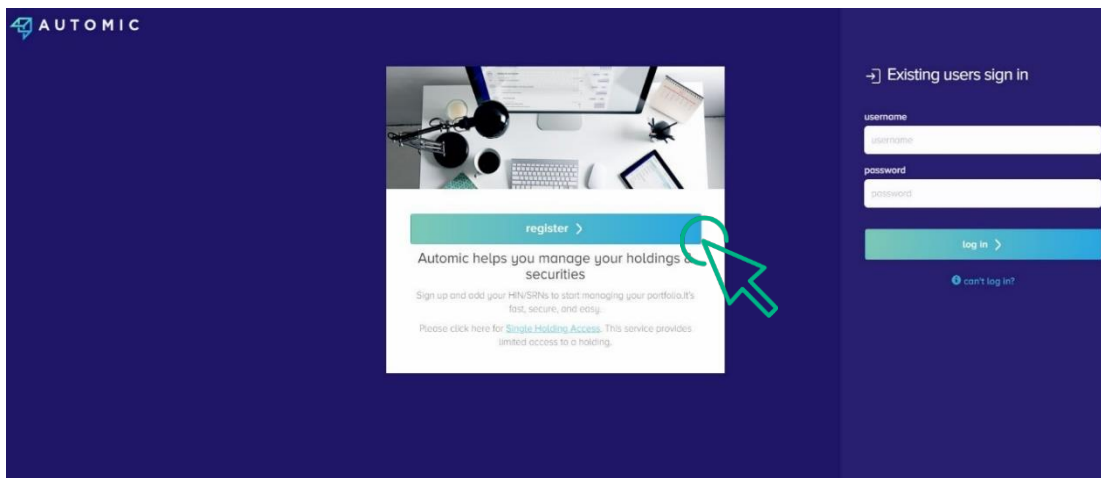 AUTOMIC
register >
Automic helps you manage your holdings &
securities
Sign up and add your HIN/SRNs to start managing your portfolio.It's
fast, secure, and easy.
Please click here for Single Holding Access. This service provides
limited access to a holding.
Existing users sign in
username
username
password
password
log in >
can't log in?